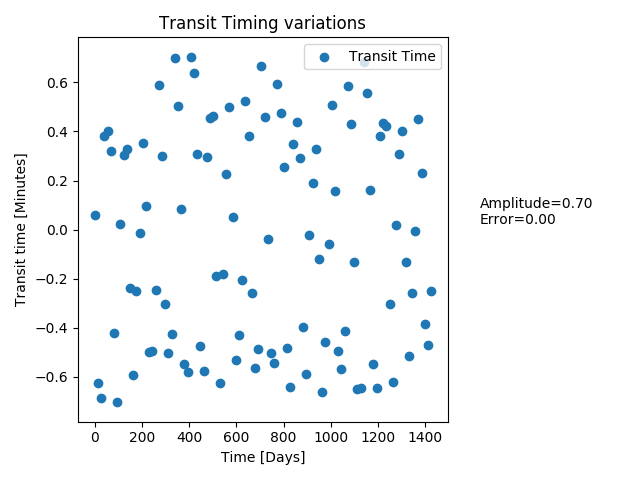 Transit Timing variations
Transit Time
0.6
0.4
0.2
0.0
−0.2
−0.4
−0.6
Transit time [Minutes]
0 200 400 600 800 1000 1200 1400
Time [Days]
Amplitude=0.70
Error=0.00